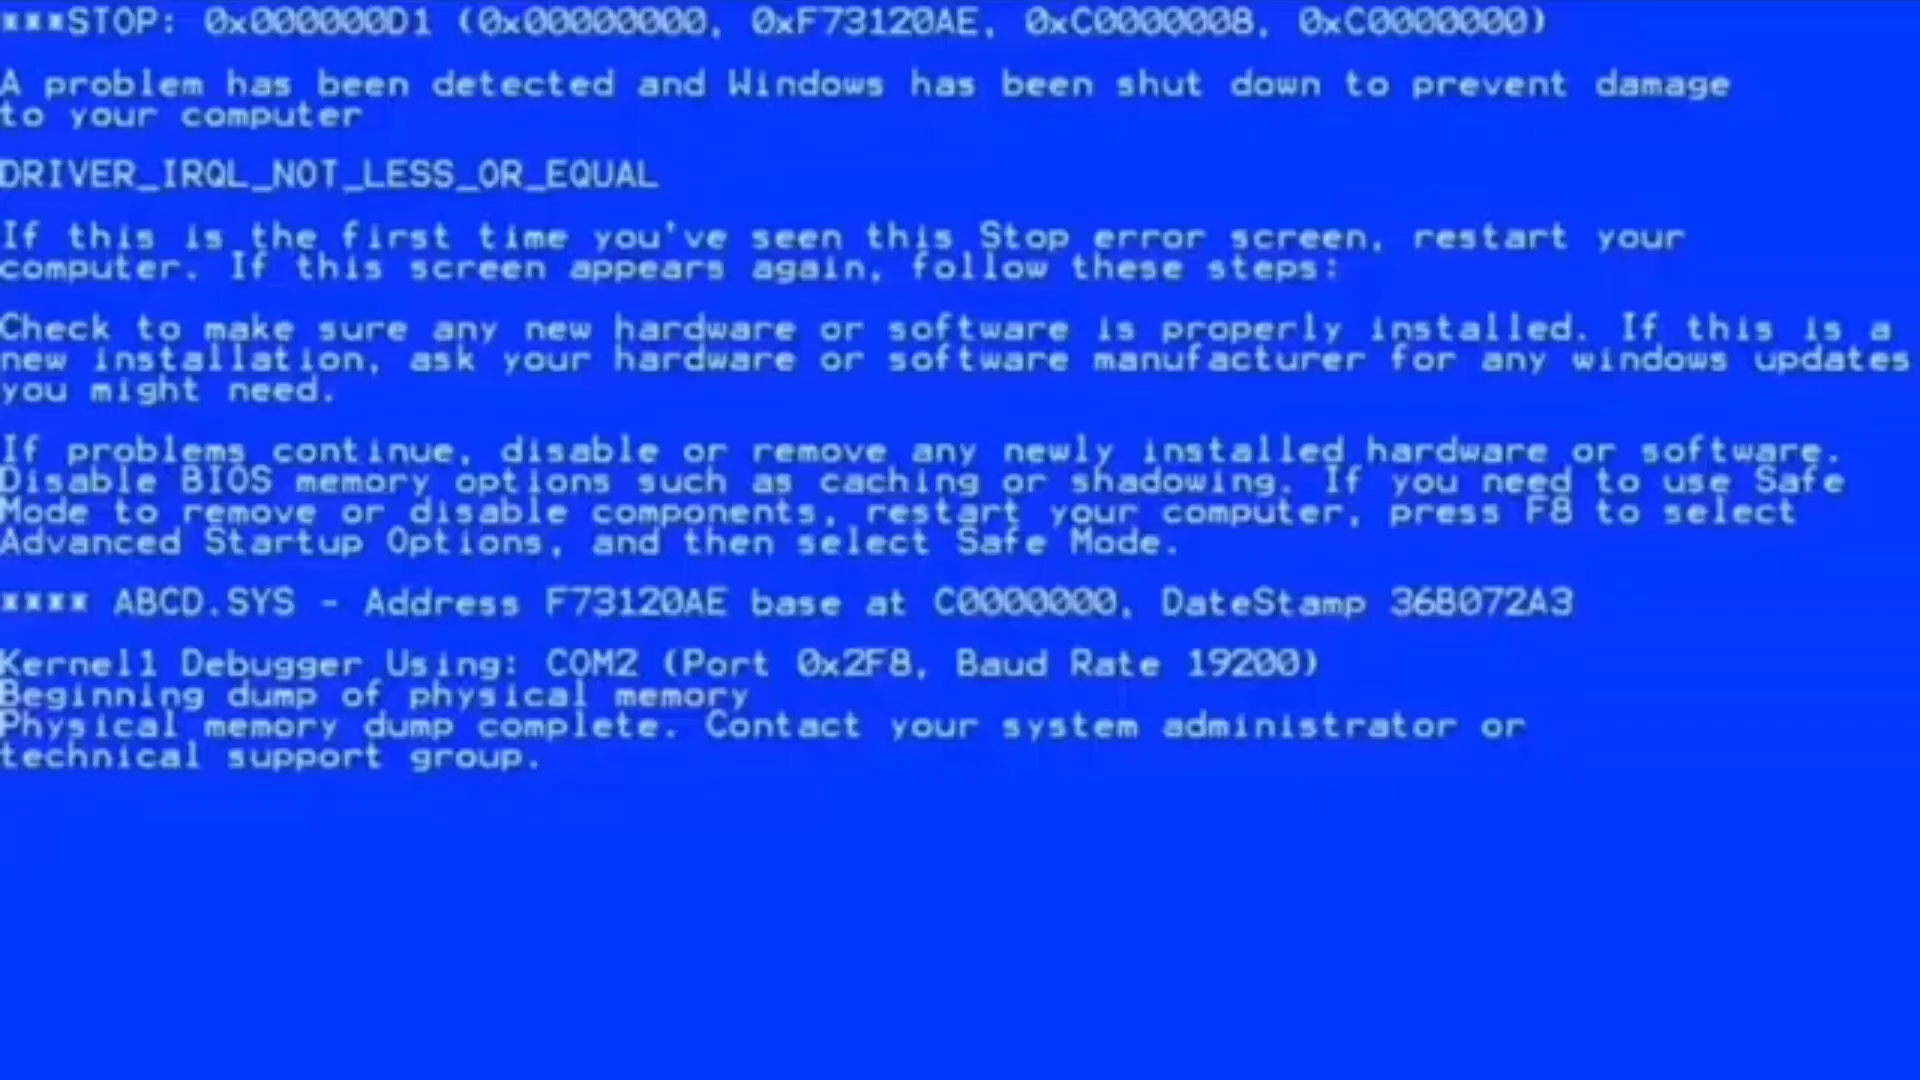 ***STOP: 0x000000D1 (0x00000000, 0xF73120AE, 0xC0000008, 0xC0000000)
A problem has been detected and Windows has been shut down to prevent damage
to your computer
DRIVER_IRQL_NOT_LESS_OR_EQUAL
If this is the first time you've seen this Stop error screen, restart your
computer. If this screen appears again, follow these steps:
Check to make sure any new hardware or software is properly installed. If this is a
new installation, ask your hardware or software manufacturer for any windows updates
you might need.
If problems continue, disable or remove any newly installed hardware or software.
Disable BIOS memory options such as caching or shadowing. If you need to use Safe
Mode to remove or disable components, restart your computer, press F8 to select
Advanced Startup Options, and then select Safe Mode.
**** ABCD.SYS - Address F73120AE base at C0000000, DateStamp 36B072A3
Kernel1 Debugger Using: COM2 (Port 0x2F8, Baud Rate 19200)
Beginning dump of physical memory
Physical memory dump complete. Contact your system administrator or
technical support group.